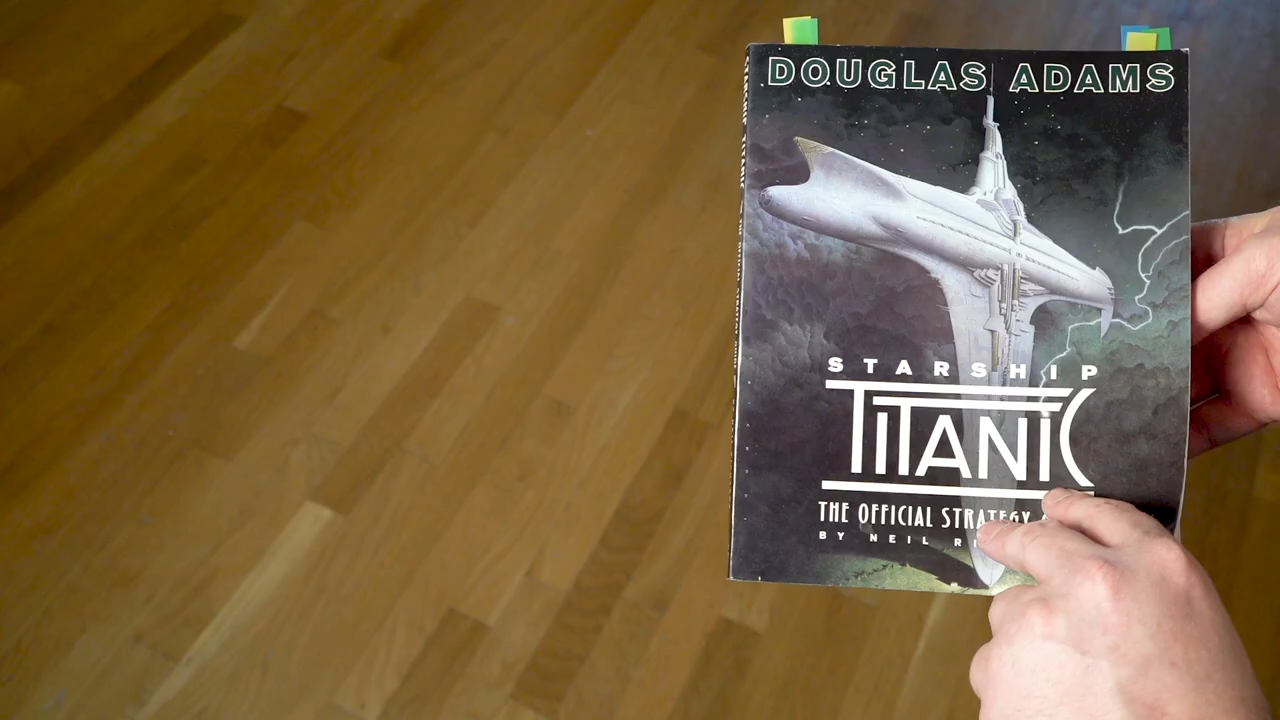 DOUGLAS ADAMS
STARSHIP
TITANIC
THE OFFICIAL STRATEGY
BY NEIL